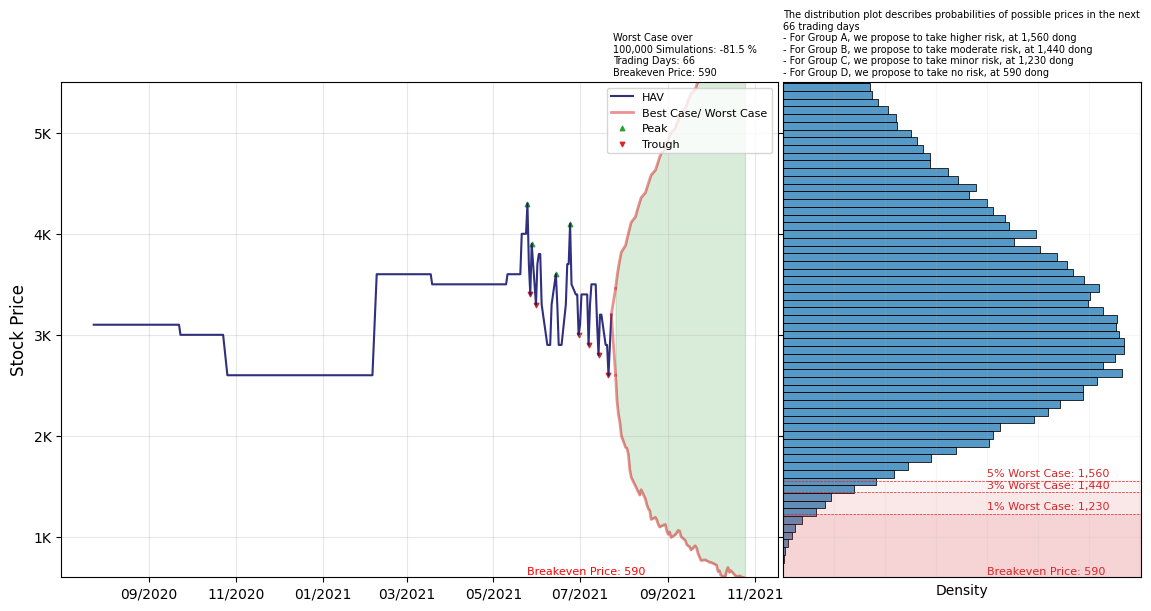 The distribution plot describes probabilities of possible prices in the next
66 trading days
- For Group A, we propose to take higher risk, at 1,560 dong
- For Group B, we propose to take moderate risk, at 1,440 dong
- For Group C, we propose to take minor risk, at 1,230 dong
- For Group D, we propose to take no risk, at 590 dong
Worst Case over
100,000 Simulations: -81.5 %
Trading Days: 66
Breakeven Price: 590
HAV
Best Case/ Worst Case
Peak
Trough
Stock Price
5K
4K
3K
2K
1K
Breakeven Price: 590
09/2020
11/2020
01/2021
03/2021
05/2021
07/2021
09/2021
11/2021
5% Worst Case: 1,560
3% Worst Case: 1,440
1% Worst Case: 1,230
Breakeven Price: 590
Density